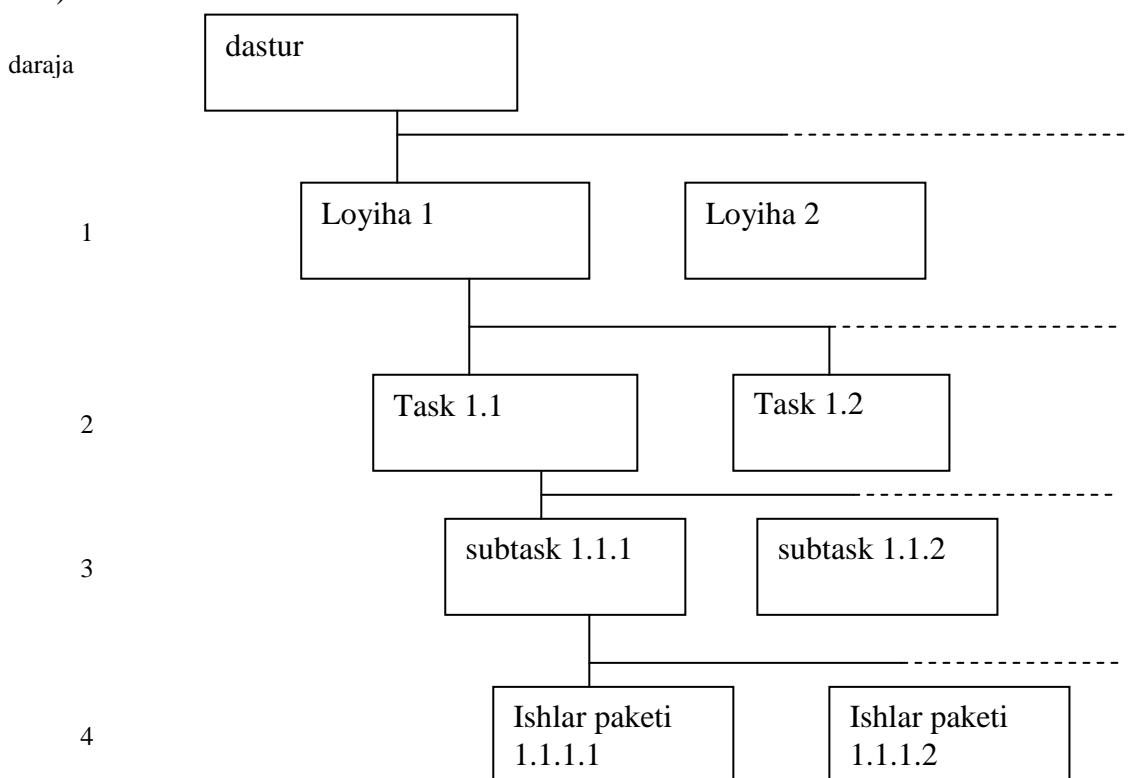 dastur
daraja
Loyiha 1
Loyiha 2
1
Task 1.1
Task 1.2
2
subtask 1.1.1
subtask 1.1.2
3
Ishlar paketi
1.1.1.1
Ishlar paketi
1.1.1.2
4